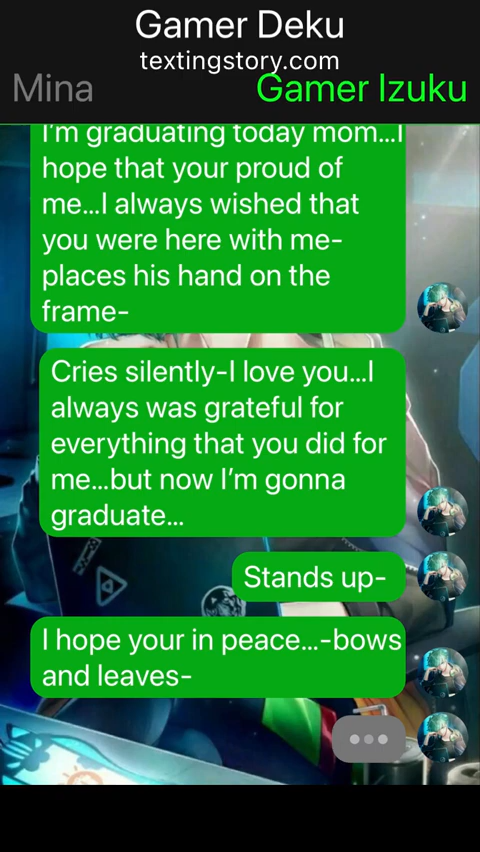 Gamer Deku
textingstory.com
Mina
Gamer Izuku
I'm graduating today mom...I
hope that your proud of
me...I always wished that
you were here with me-
places his hand on the
frame-
Cries silently-I love you...I
always was grateful for
everything that you did for
me...but now I'm gonna
graduate...
Stands up-
I hope your in peace...-bows
and leaves-